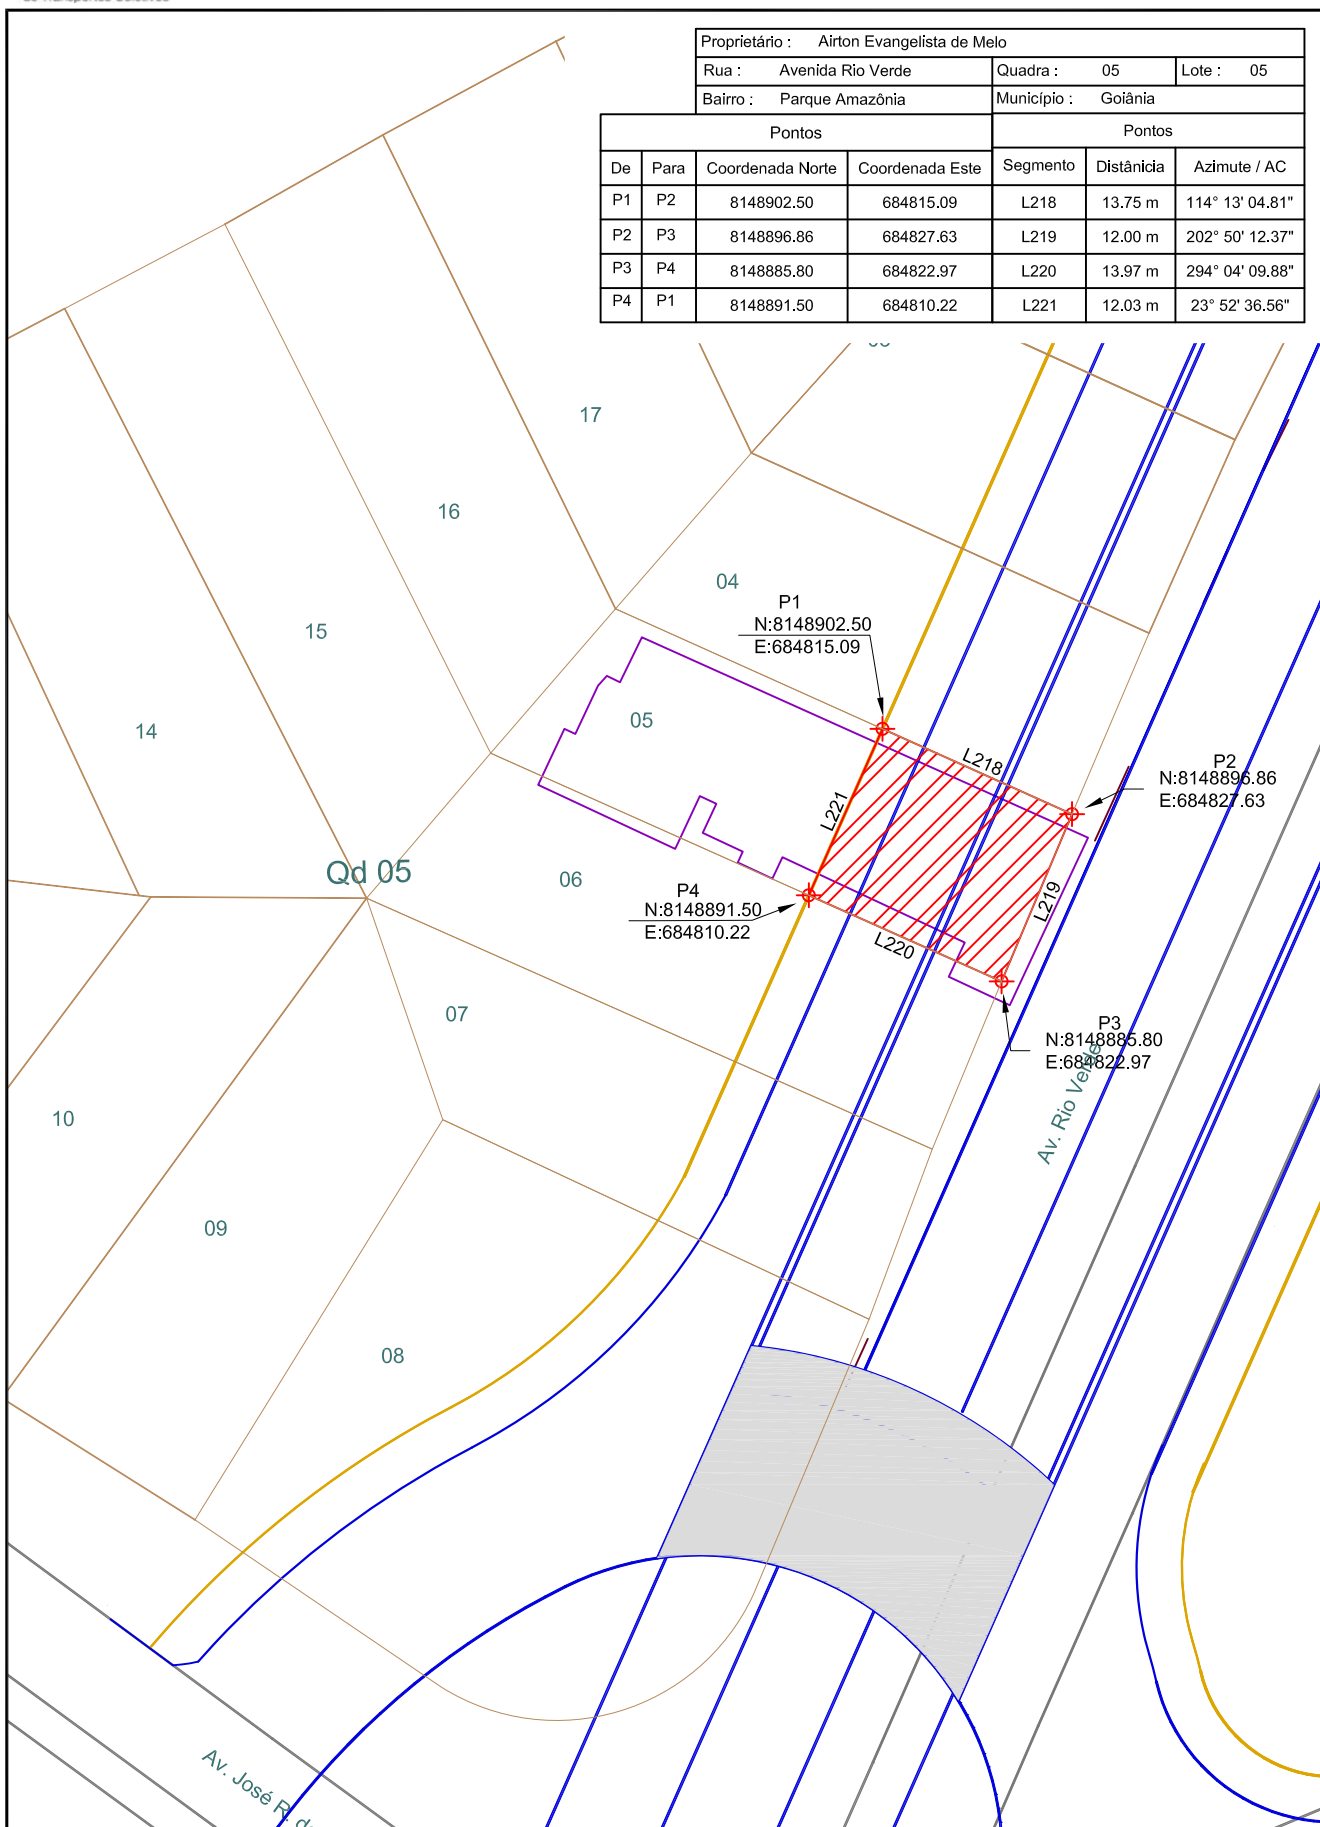 Proprietário : Airton Evangelista de Melo
Rua : Avenida Rio Verde Quadra : 05 Lote : 05
Bairro : Parque Amazônia Município : Goiânia
Pontos Pontos
De Para Coordenada Norte Coordenada Este Segmento Distânicia Azimute / AC
P1 P2 8148902.50 684815.09 L218 13.75 m 114° 13' 04.81"
P2 P3 8148896.86 684827.63 L219 12.00 m 202° 50' 12.37"
P3 P4 8148885.80 684822.97 L220 13.97 m 294° 04' 09.88"
P4 P1 8148891.50 684810.22 L221 12.03 m 23° 52' 36.56"
17
16
04
P1
N:8148902.50
E:684815.09
15
05
14
L218
P2
N:8148896.86
E:684827.63
L221
Qd 05
06
P4
N:8148891.50
E:684810.22
L219
L220
07
P3
N:8148885.80
E:684822.97
Av. Rio Verde
10
09
08
Av. José R.